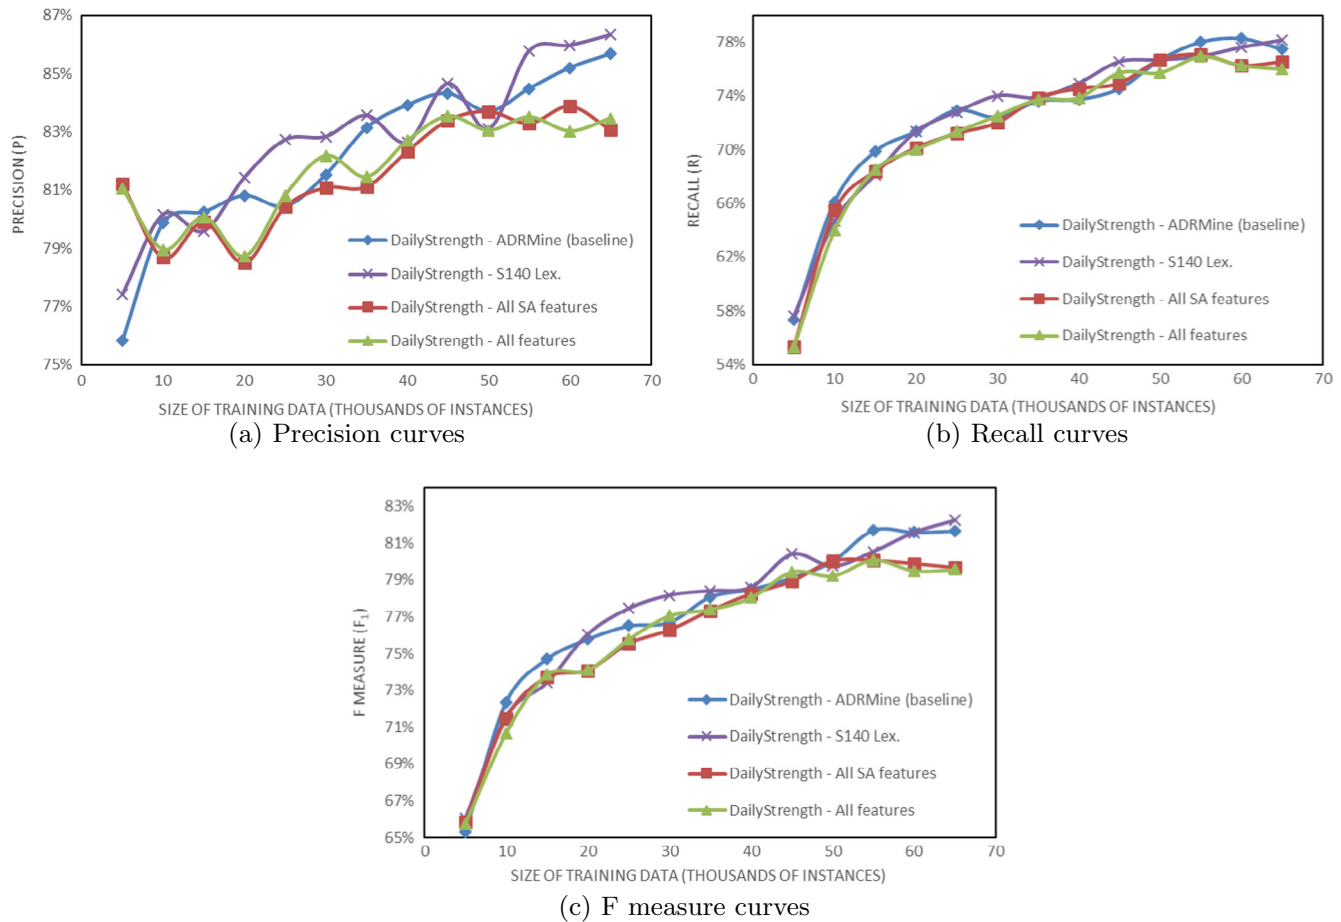 87%
85%
83%
81%
79%
77%
75%
PRECISION (P)
DailyStrength - ADRMine (baseline)
DailyStrength - S140 Lex.
DailyStrength - All SA features
DailyStrength - All features
0 10 20 30 40 50 60 70
SIZE OF TRAINING DATA (THOUSANDS OF INSTANCES)
(a) Precision curves
78%
74%
70%
66%
62%
58%
54%
RECALL (R)
DailyStrength - ADRMine (baseline)
DailyStrength - S140 Lex.
DailyStrength - All SA features
DailyStrength - All features
0 10 20 30 40 50 60 70
SIZE OF TRAINING DATA (THOUSANDS OF INSTANCES)
(b) Recall curves
83%
81%
79%
77%
75%
73%
71%
69%
67%
65%
F MEASURE (F₁)
DailyStrength - ADRMine (baseline)
DailyStrength - S140 Lex.
DailyStrength - All SA features
DailyStrength - All features
0 10 20 30 40 50 60 70
SIZE OF TRAINING DATA (THOUSANDS OF INSTANCES)
(c) F measure curves